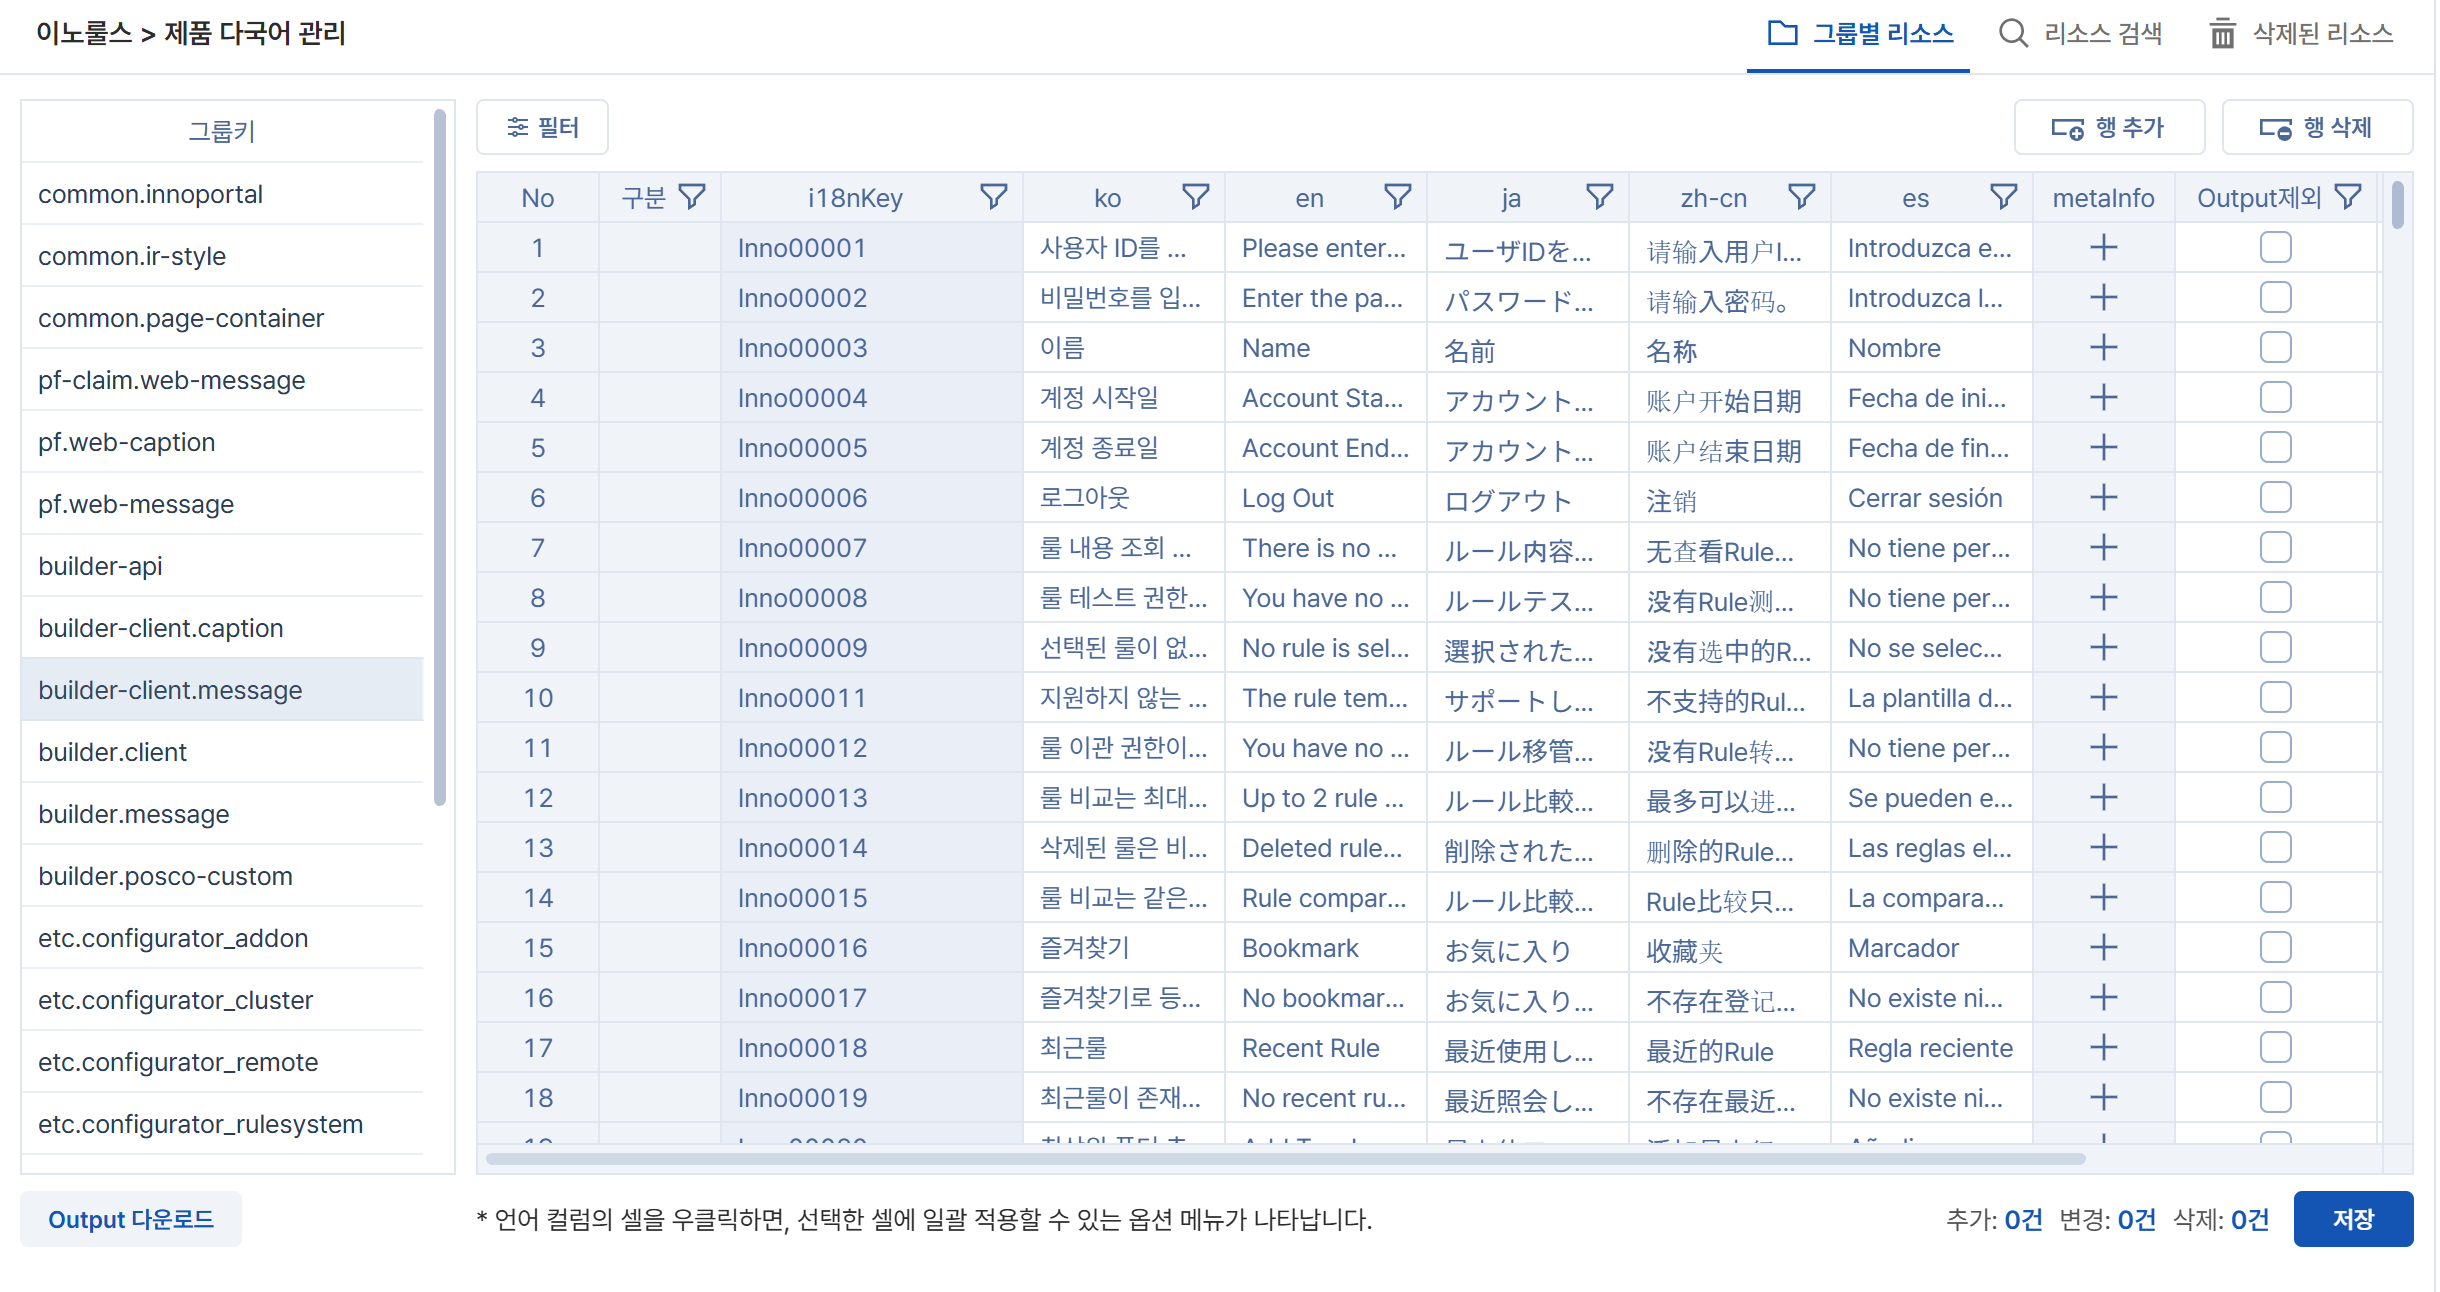 이노룰스 > 제품 다국어 관리
그룹별 리소스
리소스 검색
삭제된 리소스
그룹키
common.innoportal
common.ir-style
common.page-container
pf-claim.web-message
pf.web-caption
pf.web-message
builder-api
builder-client.caption
builder-client.message
builder.client
builder.message
builder.posco-custom
etc.configurator_addon
etc.configurator_cluster
etc.configurator_remote
etc.configurator_rulesystem
Output 다운로드
필터
행 추가
행 삭제
No 구분 i18nKey ko en ja zh-cn es metaInfo Output제외
1 Inno00001 사용자 ID를 ... Please enter... ユーザIDを... 请输入用户I... Introduzca e...
2 Inno00002 비밀번호를 입... Enter the pa... パスワード... 请输入密码。 Introduzca l...
3 Inno00003 이름 Name 名前 名称 Nombre
4 Inno00004 계정 시작일 Account Sta... アカウント... 账户开始日期 Fecha de ini...
5 Inno00005 계정 종료일 Account End... アカウント... 账户结束日期 Fecha de fin...
6 Inno00006 로그아웃 Log Out ログアウト 注销 Cerrar sesión
7 Inno00007 룰 내용 조회 ... There is no ... ルール内容... 无查看Rule... No tiene per...
8 Inno00008 룰 테스트 권한... You have no ... ルールテス... 没有Rule测... No tiene per...
9 Inno00009 선택된 룰이 없... No rule is sel... 選択された... 没有选中的R... No se selec...
10 Inno00011 지원하지 않는 ... The rule tem... サポートし... 不支持的Rul... La plantilla d...
11 Inno00012 룰 이관 권한이... You have no ... ルール移管... 没有Rule转... No tiene per...
12 Inno00013 룰 비교는 최대... Up to 2 rule ... ルール比較... 最多可以进... Se pueden e...
13 Inno00014 삭제된 룰은 비... Deleted rule... 削除された... 删除的Rule... Las reglas el...
14 Inno00015 룰 비교는 같은... Rule compar... ルール比較... Rule比较只... La compara...
15 Inno00016 즐겨찾기 Bookmark お気に入り 收藏夹 Marcador
16 Inno00017 즐겨찾기로 등... No bookmar... お気に入り... 不存在登记... No existe ni...
17 Inno00018 최근룰 Recent Rule 最近使用し... 最近的Rule Regla reciente
18 Inno00019 최근룰이 존재... No recent ru... 最近照会し... 不存在最近... No existe ni...
* 언어 컬럼의 셀을 우클릭하면, 선택한 셀에 일괄 적용할 수 있는 옵션 메뉴가 나타납니다.
추가: 0건 변경: 0건 삭제: 0건
저장